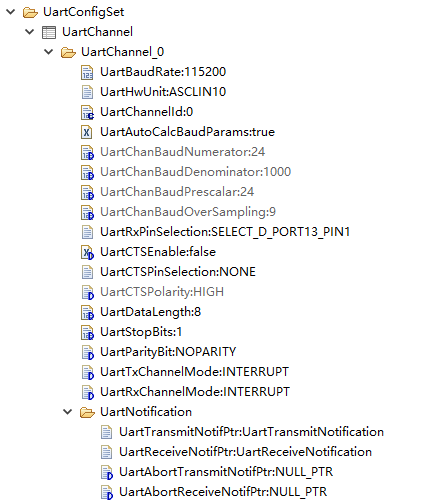 UartConfigSet
UartChannel
UartChannel_0
UartBaudRate:115200
UartHwUnit:ASCLIN10
UartChannelId:0
UartAutoCalcBaudParams:true
UartChanBaudNumerator:24
UartChanBaudDenominator:1000
UartChanBaudPrescalar:24
UartChanBaudOverSampling:9
UartRxPinSelection:SELECT_D_PORT13_PIN1
UartCTSEnable:false
UartCTSPinSelection:NONE
UartCTSPolarity:HIGH
UartDataLength:8
UartStopBits:1
UartParityBit:NOPARITY
UartTxChannelMode:INTERRUPT
UartRxChannelMode:INTERRUPT
UartNotification
UartTransmitNotifPtr:UartTransmitNotification
UartReceiveNotifPtr:UartReceiveNotification
UartAbortTransmitNotifPtr:NULL_PTR
UartAbortReceiveNotifPtr:NULL_PTR